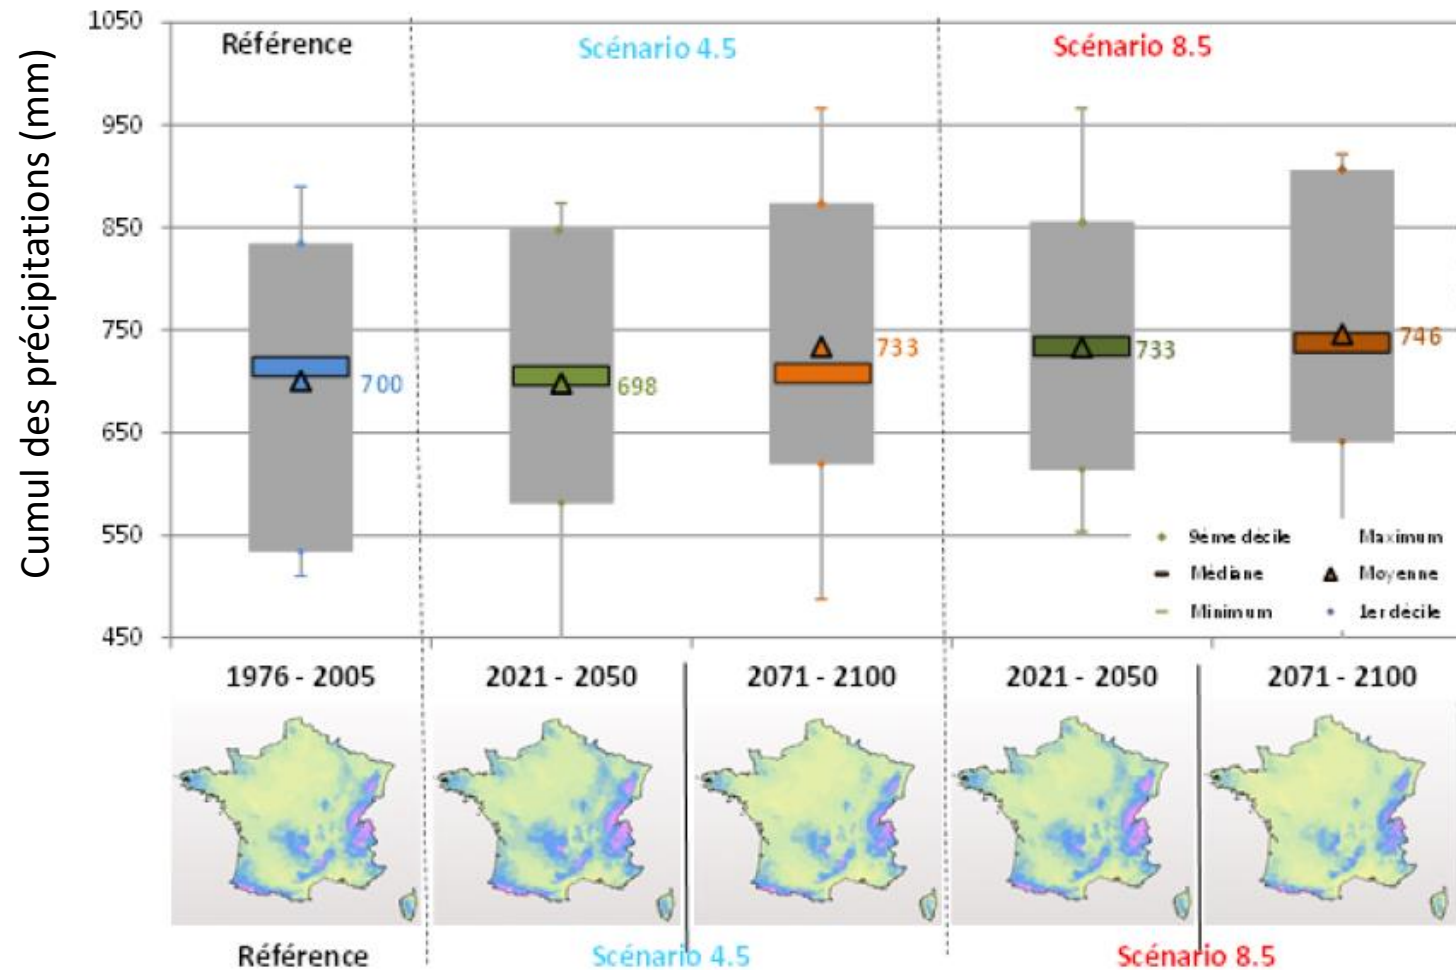 Cumul des précipitations (mm)
1050
950
850
750
650
550
450
Référence
Scénario 4.5
Scénario 8.5
700
698
733
733
746
9ème décile
Maximum
Médiane
Moyenne
Minimum
1er décile
1976 - 2005
2021 - 2050
2071 - 2100
2021 - 2050
2071 - 2100
Référence
Scénario 4.5
Scénario 8.5